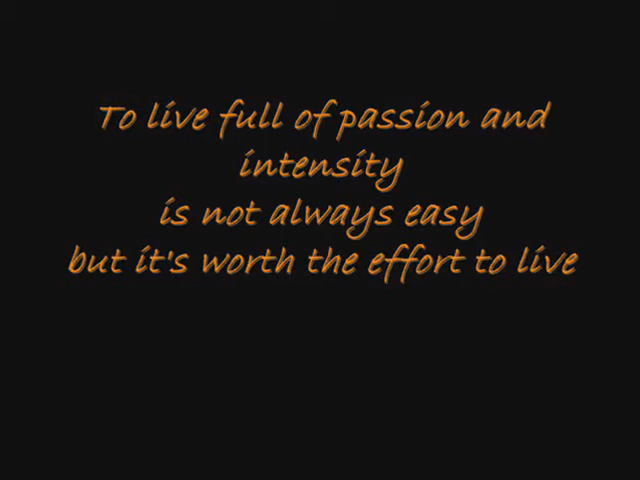 To live full of passion and
intensity
is not always easy
but it's worth the effort to live